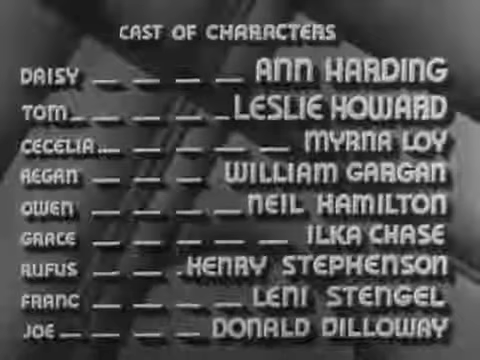 CAST OF CHARACTERS
DAISY _ _ _ _ ANN HARDING
TOM _ _ _ _ LESLIE HOWARD
CECELIA _ _ _ _ _ MYRNA LOY
REGAN _ _ _ WILLIAM GARGAN
OWEN _ _ _ _ NEIL HAMILTON
GRACE _ _ _ _ _ ILKA CHASE
RUFUS _ _ _ HENRY STEPHENSON
FRANC _ _ _ _ LENI STENGEL
JOE _ _ _ _ DONALD DILLOWAY